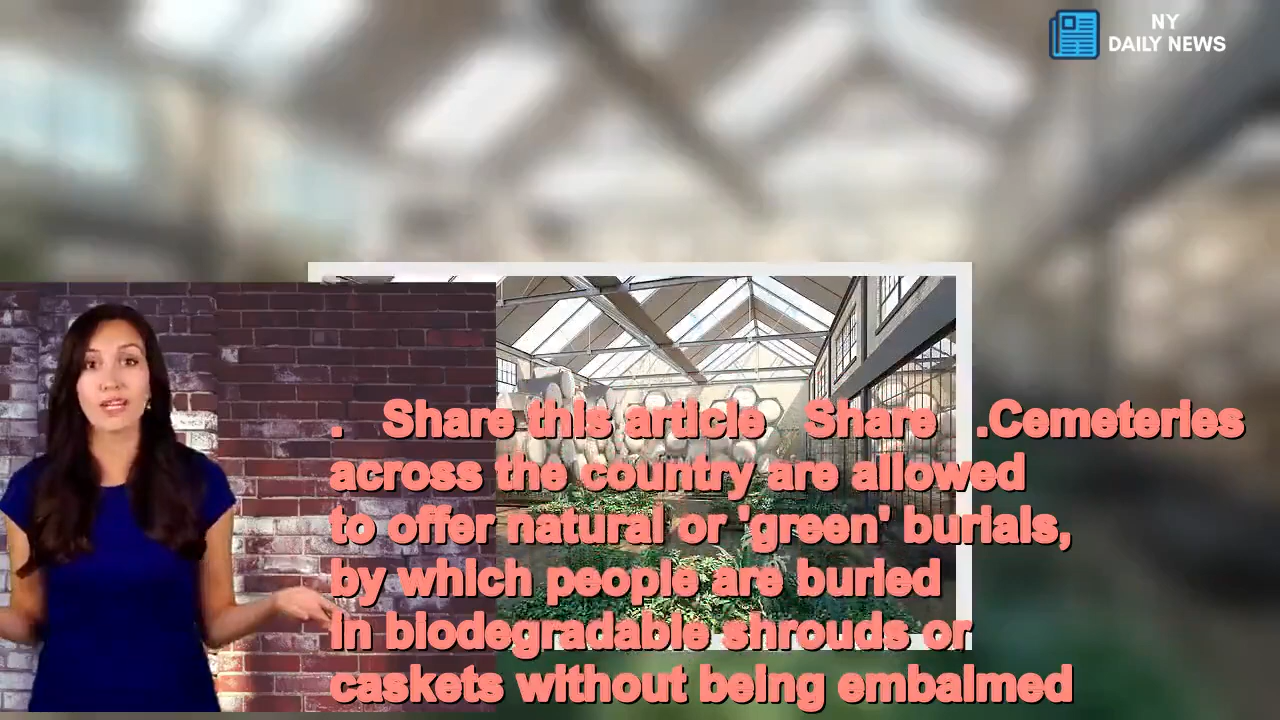 NY
DAILY NEWS
. Share this article Share .Cemeteries
across the country are allowed
to offer natural or 'green' burials,
by which people are buried
in biodegradable shrouds or
caskets without being embalmed